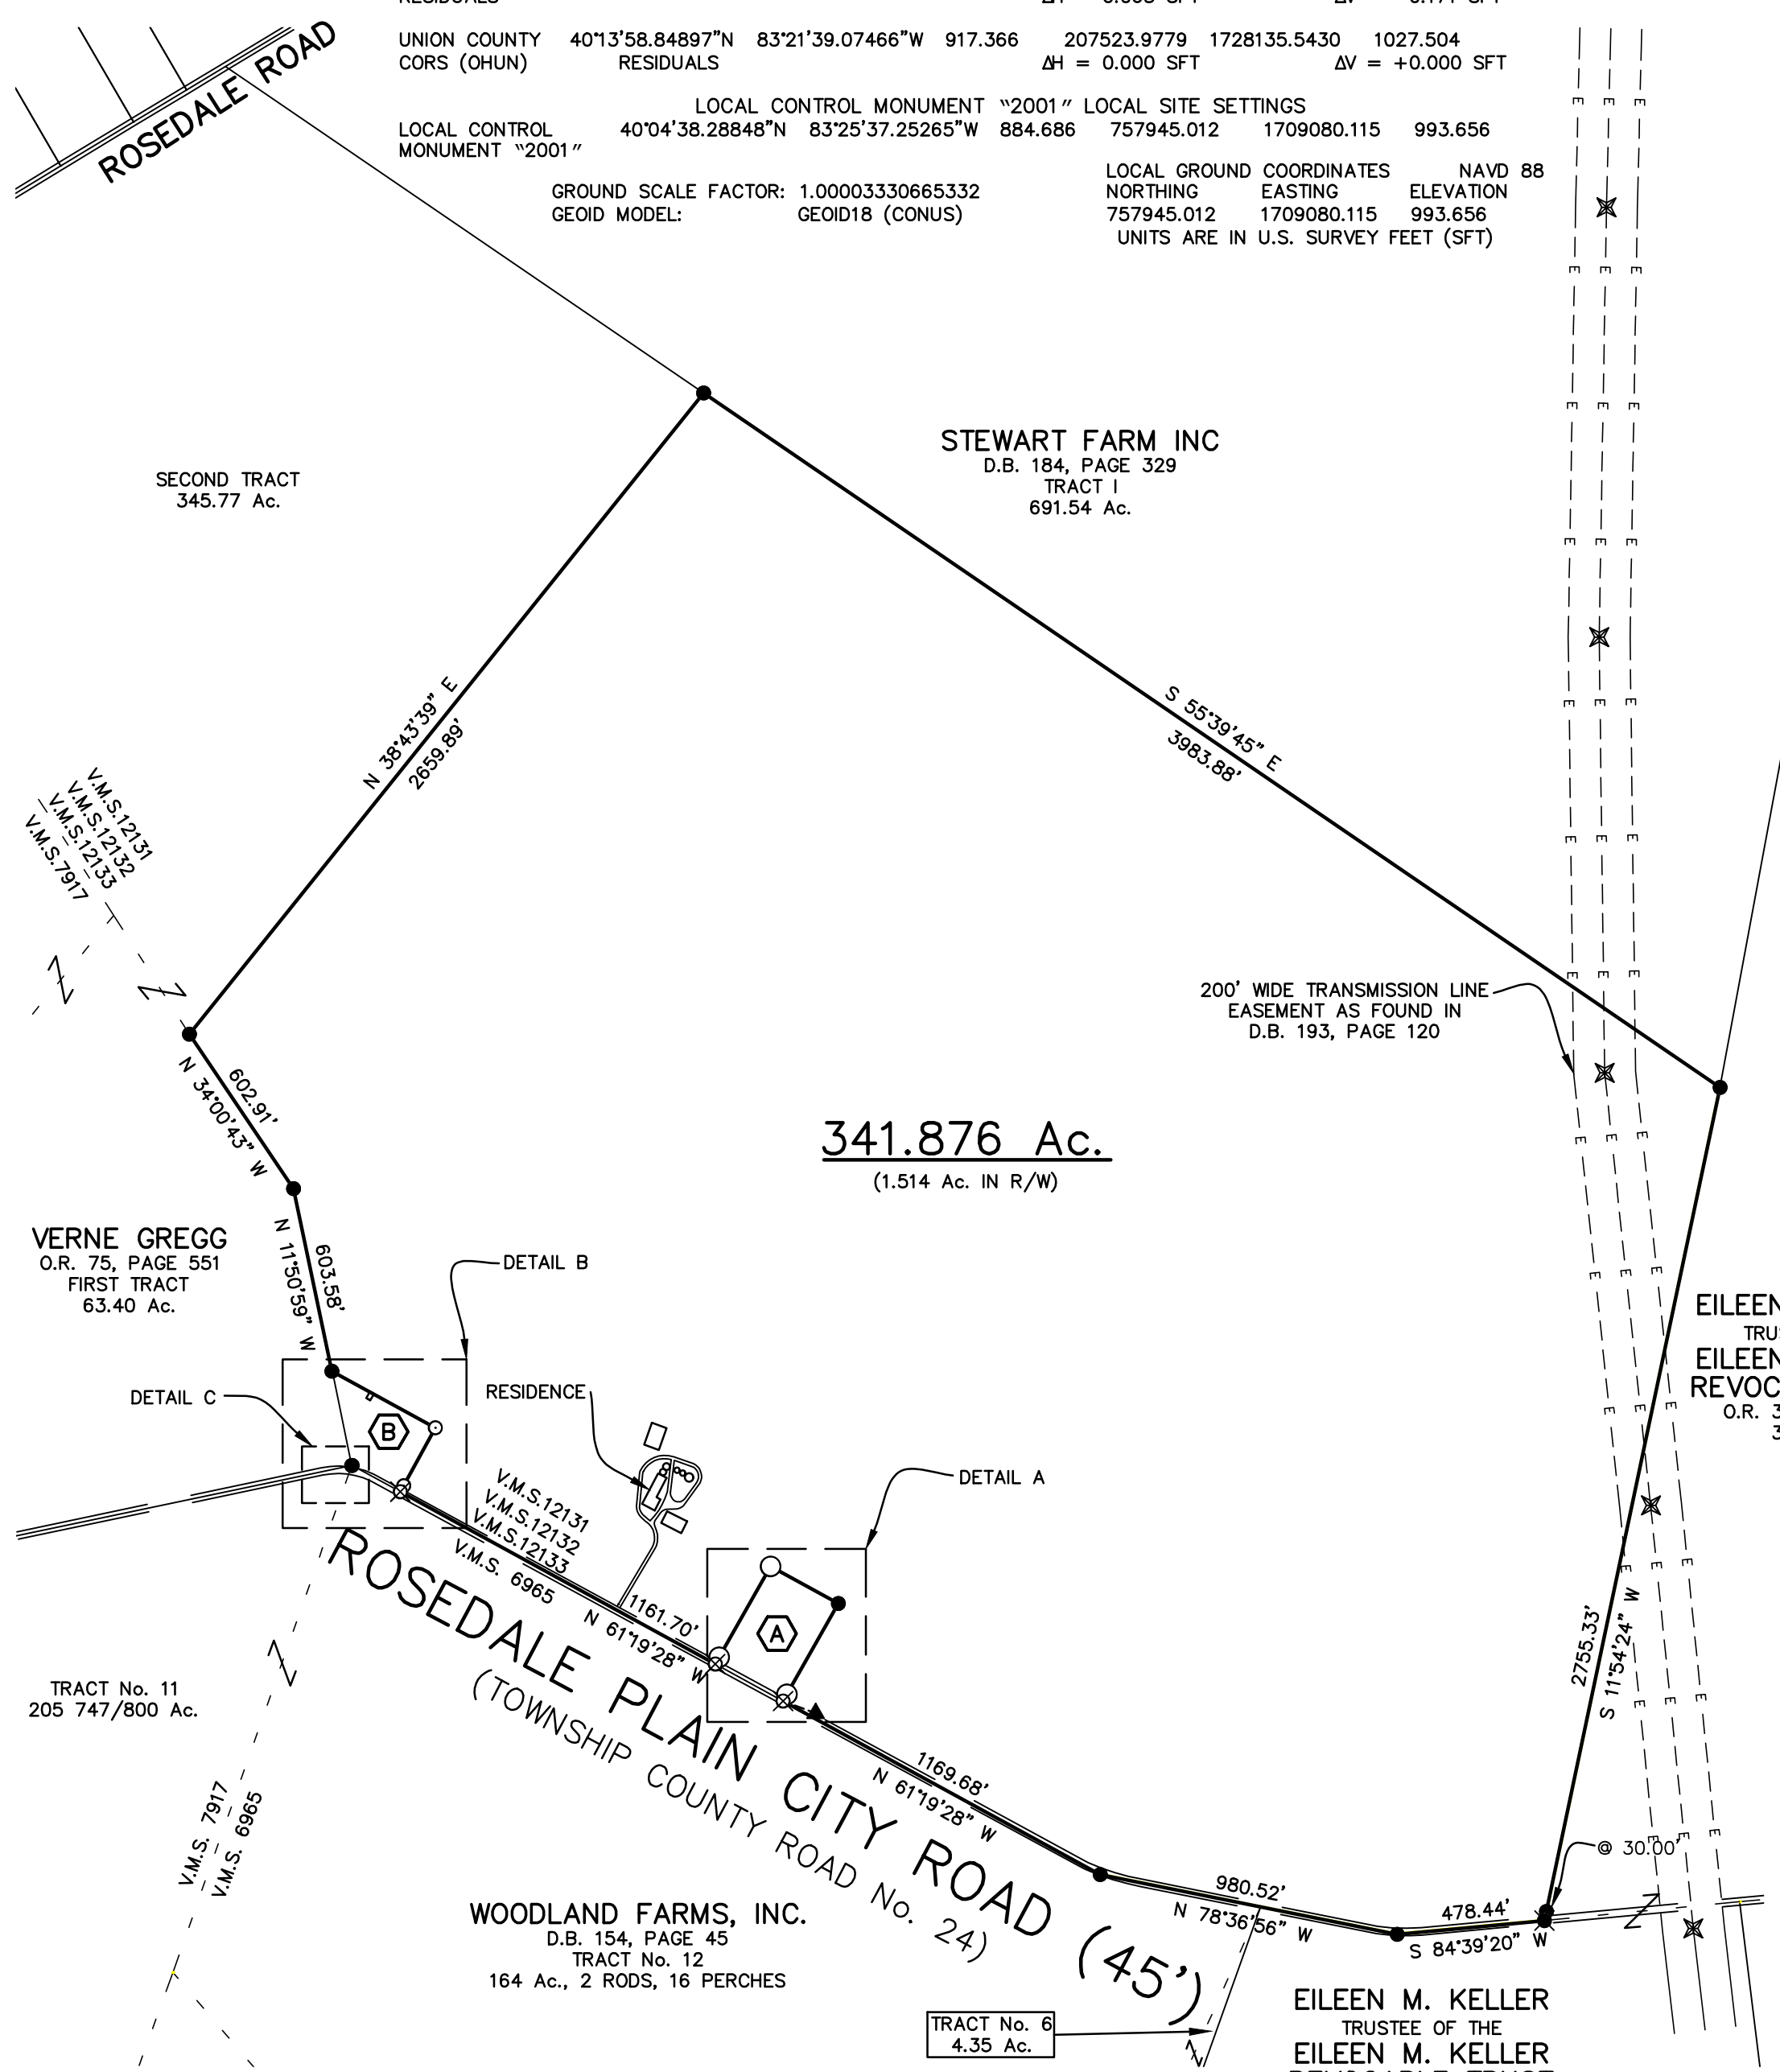 UNION COUNTY 40°13'58.84897"N 83°21'39.07466"W 917.366 207523.9779 1728135.5430 1027.504
CORS (OHUN) RESIDUALS ΔH = 0.000 SFT ΔV = +0.000 SFT
LOCAL CONTROL MONUMENT "2001" LOCAL SITE SETTINGS
LOCAL CONTROL 40°04'38.28848"N 83°25'37.25265"W 884.686 757945.012 1709080.115 993.656
MONUMENT "2001"
LOCAL GROUND COORDINATES NAVD 88
GROUND SCALE FACTOR: 1.00003330665332 NORTHING EASTING ELEVATION
GEOID MODEL: GEOID18 (CONUS) 757945.012 1709080.115 993.656
UNITS ARE IN U.S. SURVEY FEET (SFT)
ROSEDALE ROAD
STEWART FARM INC
D.B. 184, PAGE 329
TRACT I
691.54 Ac.
SECOND TRACT
345.77 Ac.
N 38°43'39" E
2659.89'
S 55°39'45" E
3983.88'
V.M.S.12131
V.M.S.12132
V.M.S.12133
V.M.S.7917
200' WIDE TRANSMISSION LINE
EASEMENT AS FOUND IN
D.B. 193, PAGE 120
602.91'
N 34°00'43" W
341.876 Ac.
(1.514 Ac. IN R/W)
VERNE GREGG
O.R. 75, PAGE 551
FIRST TRACT
63.40 Ac.
603.58'
N 11°50'59" W
DETAIL B
DETAIL C
RESIDENCE
B
DETAIL A
A
EILEEN
TRUS
EILEEN
REVOC
O.R. 3
3
V.M.S.12131
V.M.S.12132
V.M.S.12133
V.M.S. 6965
1161.70'
N 61°19'28" W
ROSEDALE PLAIN CITY ROAD (45')
(TOWNSHIP COUNTY ROAD No. 24)
TRACT No. 11
205 747/800 Ac.
V.M.S. 7917
V.M.S. 6965
2755.33'
S 11°54'24" W
1169.68'
N 61°19'28" W
@ 30.00'
980.52'
N 78°36'56" W
478.44'
S 84°39'20" W
WOODLAND FARMS, INC.
D.B. 154, PAGE 45
TRACT No. 12
164 Ac., 2 RODS, 16 PERCHES
TRACT No. 6
4.35 Ac.
EILEEN M. KELLER
TRUSTEE OF THE
EILEEN M. KELLER